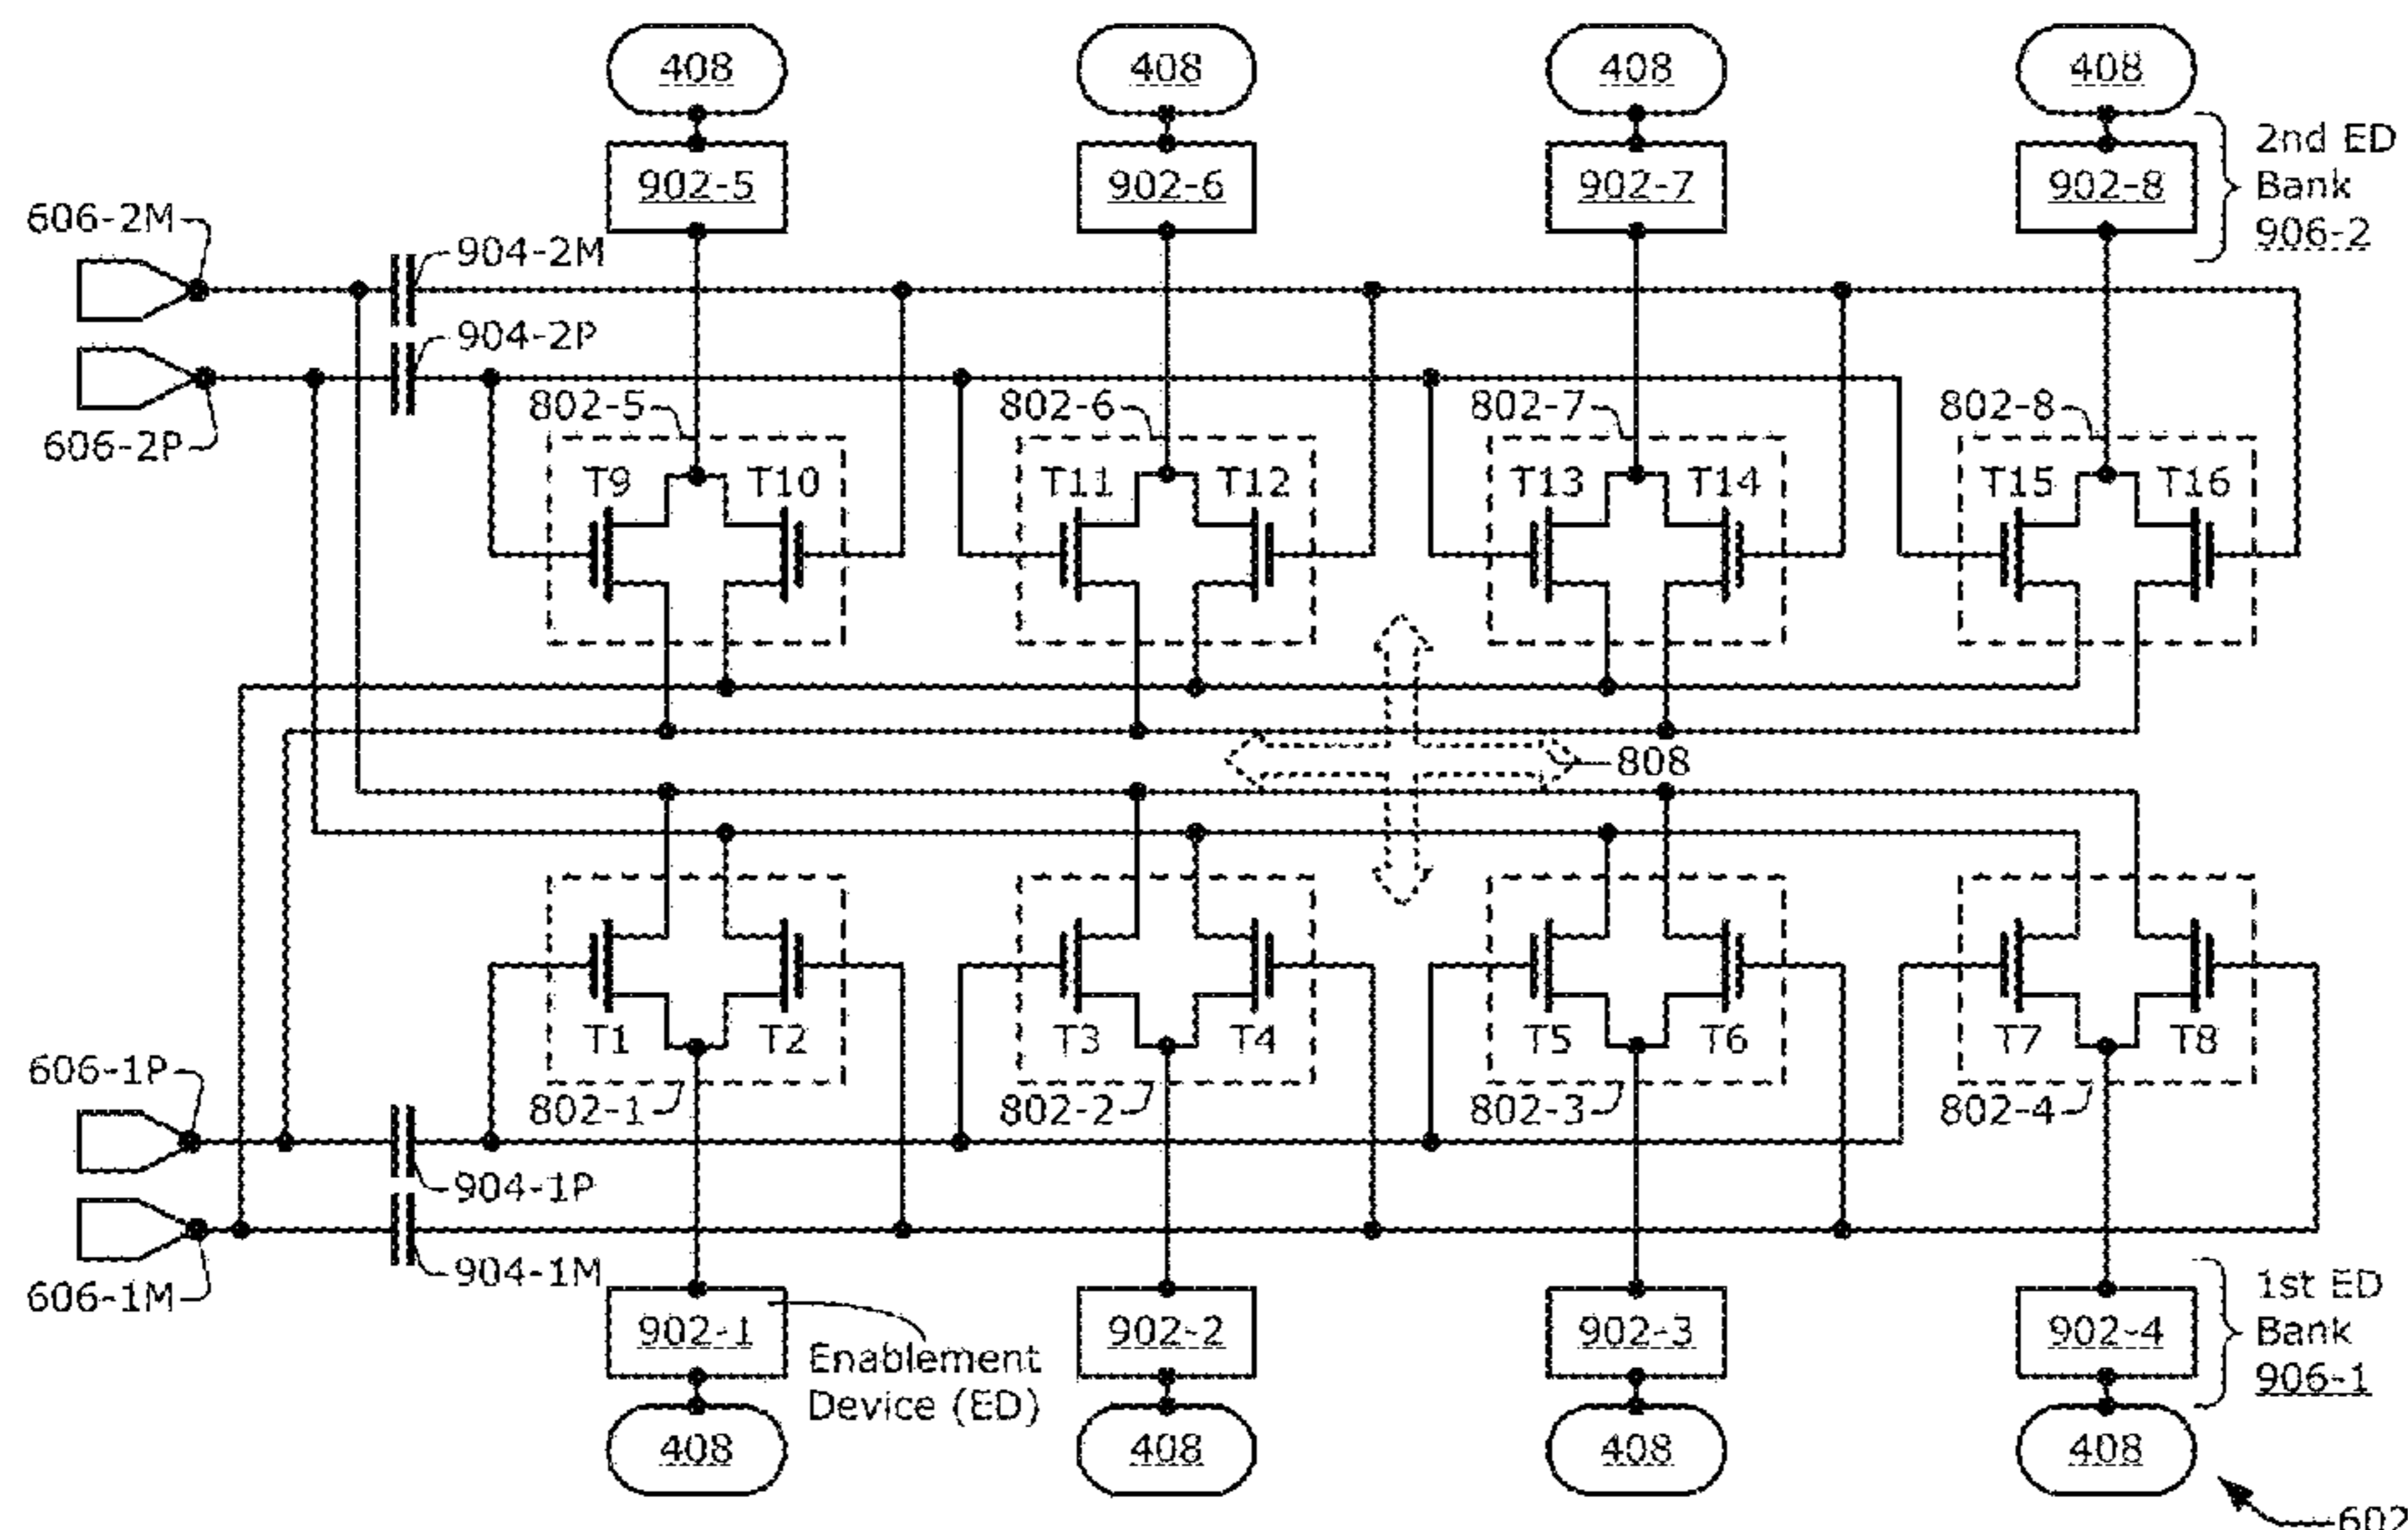 408 408 408 408
902-5 902-6 902-7 902-8
2nd ED
Bank
906-2
606-2M
904-2M
904-2P
606-2P
802-5 802-6 802-7 802-8
T9 T10 T11 T12 T13 T14 T15 T16
808
T1 T2 T3 T4 T5 T6 T7 T8
606-1P
802-1 802-2 802-3 802-4
904-1P
904-1M
606-1M
902-1 902-2 902-3 902-4
Enablement
Device (ED)
1st ED
Bank
906-1
408 408 408 408
602